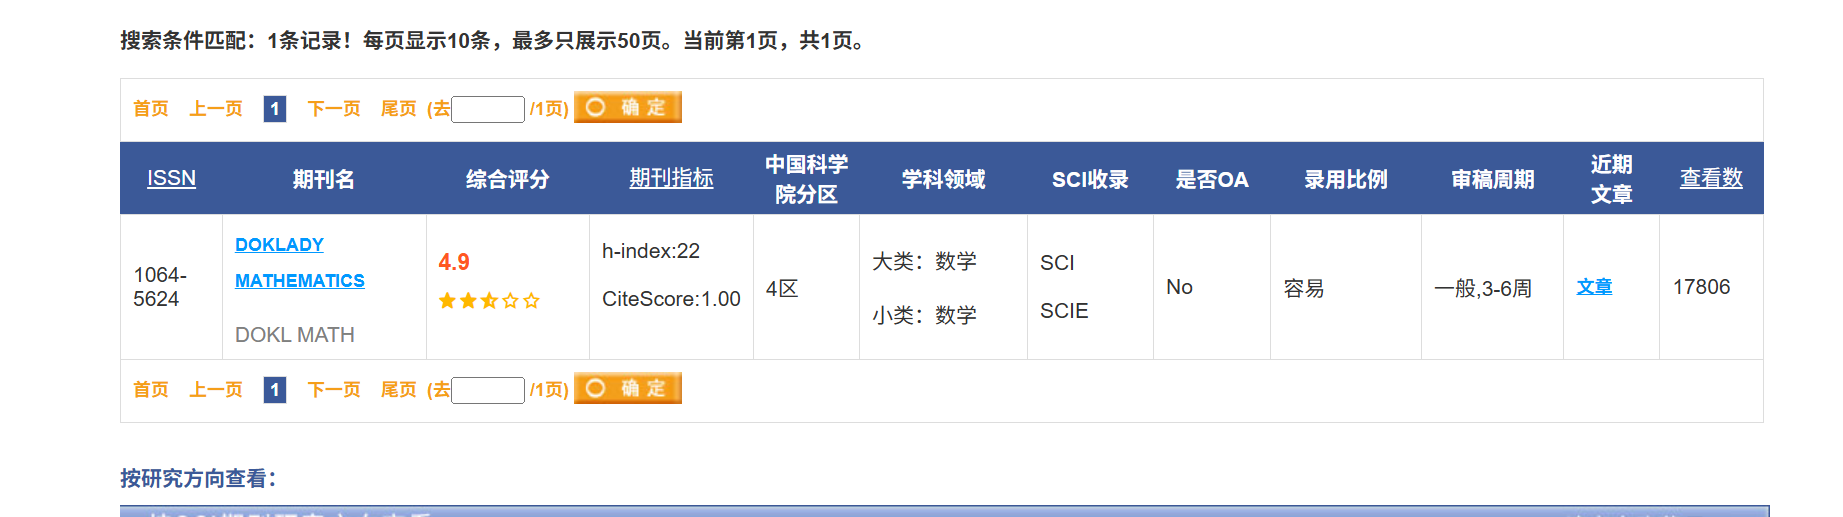 搜索条件匹配：1条记录！每页显示10条，最多只展示50页。当前第1页，共1页。
首页 上一页 1 下一页 尾页 (去 /1页) 确 定
ISSN 期刊名 综合评分 期刊指标 中国科学院分区 学科领域 SCI收录 是否OA 录用比例 审稿周期 近期文章 查看数
1064-5624
DOKLADY
MATHEMATICS
DOKL MATH
4.9
h-index:22
CiteScore:1.00
4区
大类：数学
小类：数学
SCI
SCIE
No
容易
一般,3-6周
文章
17806
首页 上一页 1 下一页 尾页 (去 /1页) 确 定
按研究方向查看：